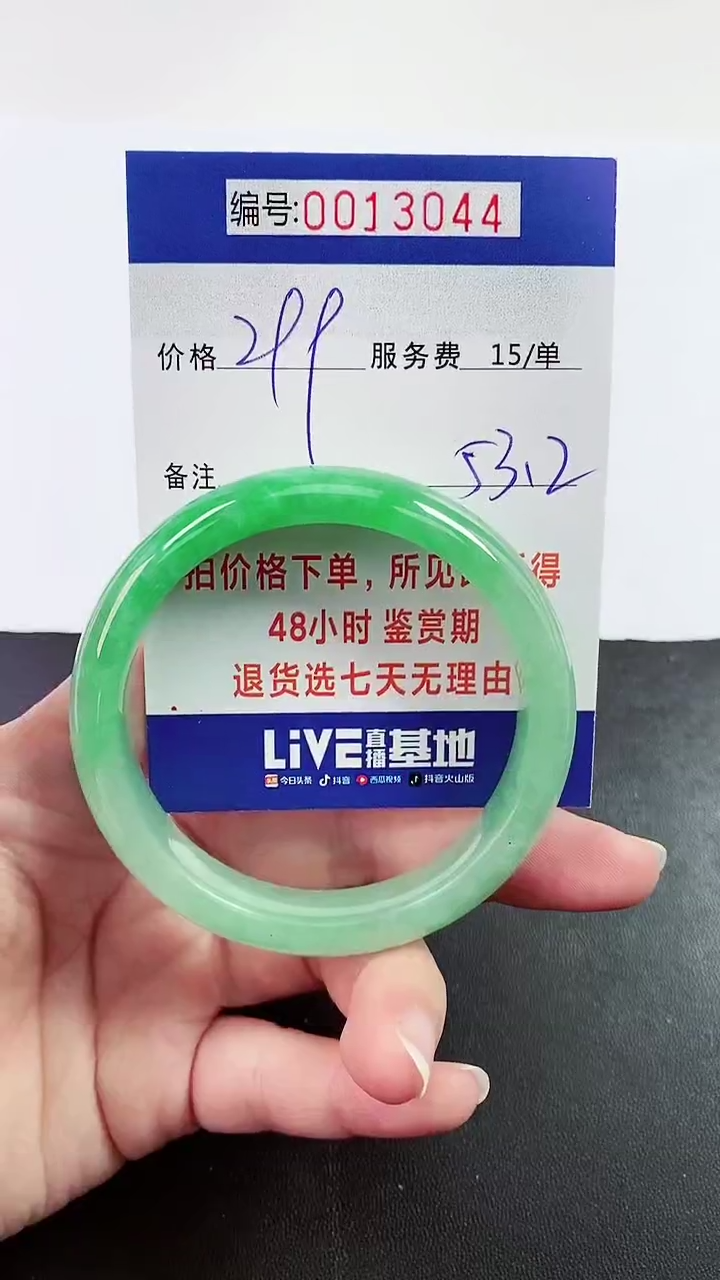 编号:0013044
价格 299 服务费 15/单
备注 53.2
拍价格下单，所见 得
48小时 鉴赏期
退货选七天无理由
LiVE直播基地
今日头条 抖音 西瓜视频 抖音火山版